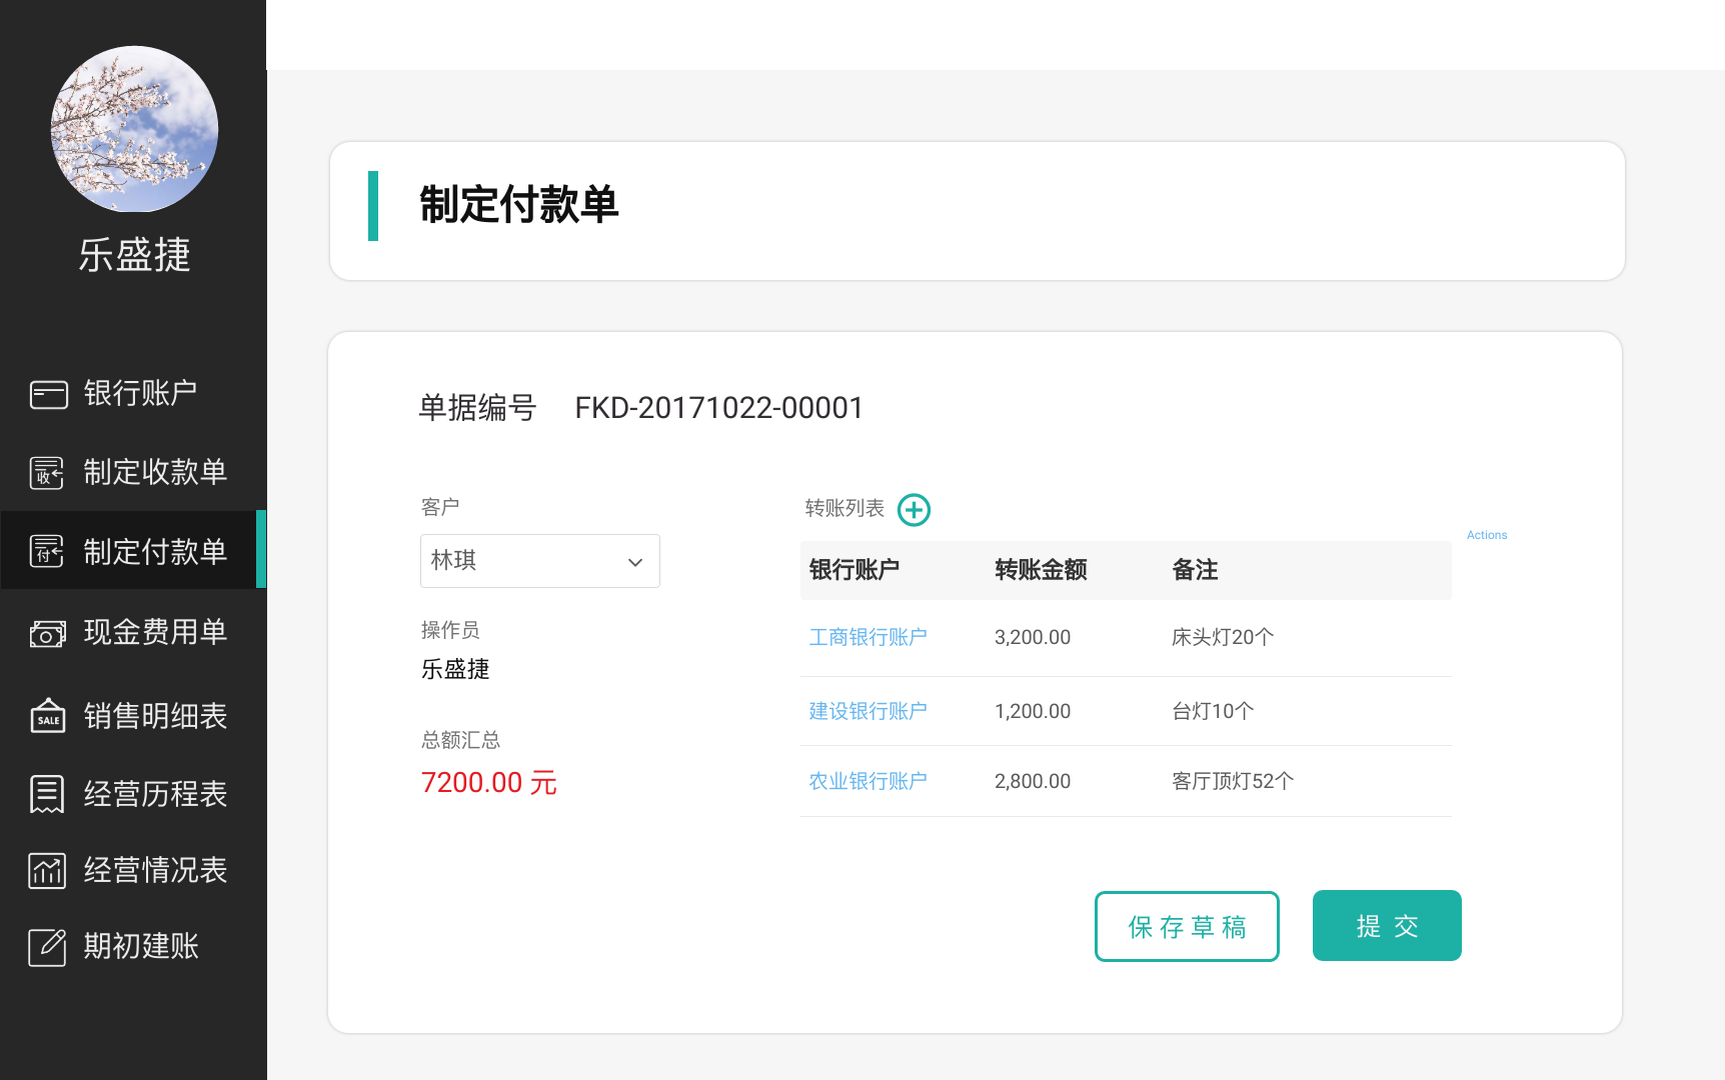 乐盛捷
银行账户
收
制定收款单
付
制定付款单
现金费用单
SALE
销售明细表
经营历程表
经营情况表
期初建账
制定付款单
单据编号 FKD-20171022-00001
客户
林琪
操作员
乐盛捷
总额汇总
7200.00 元
转账列表
Actions
银行账户 转账金额 备注
工商银行账户 3,200.00 床头灯20个
建设银行账户 1,200.00 台灯10个
农业银行账户 2,800.00 客厅顶灯52个
保存草稿 提交